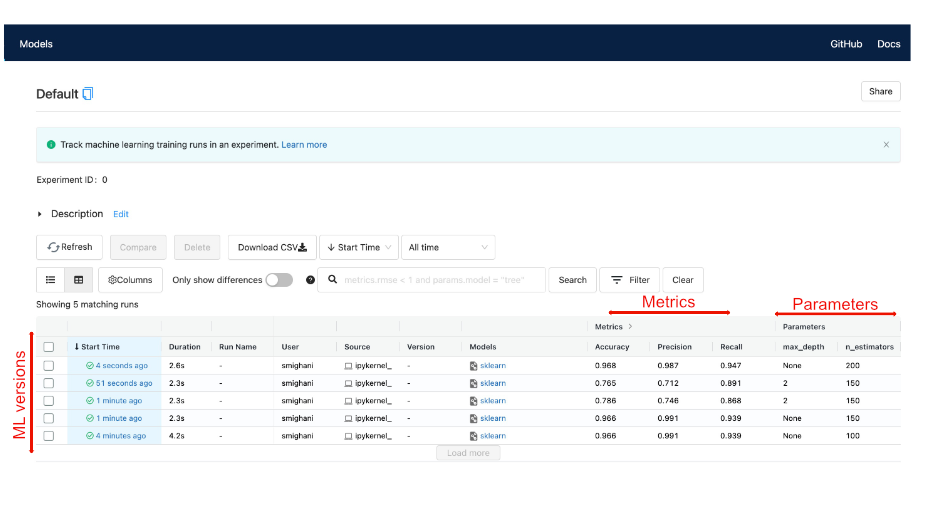 Models GitHub Docs
Default Share
Track machine learning training runs in an experiment. Learn more
Experiment ID: 0
Description Edit
Refresh Compare Delete Download CSV Start Time All time
Columns Only show differences metrics.rmse < 1 and params.model = "tree" Search Filter Clear
Showing 5 matching runs
Metrics Parameters
Metrics Parameters
Start Time Duration Run Name User Source Version Models Accuracy Precision Recall max_depth n_estimators
4 seconds ago 2.6s - smighani ipykernel_ - sklearn 0.968 0.987 0.947 None 200
51 seconds ago 2.3s - smighani ipykernel_ - sklearn 0.765 0.712 0.891 2 150
1 minute ago 2.3s - smighani ipykernel_ - sklearn 0.786 0.746 0.868 2 150
1 minute ago 2.3s - smighani ipykernel_ - sklearn 0.966 0.991 0.939 None 150
4 minutes ago 4.2s - smighani ipykernel_ - sklearn 0.966 0.991 0.939 None 100
Load more
ML versions